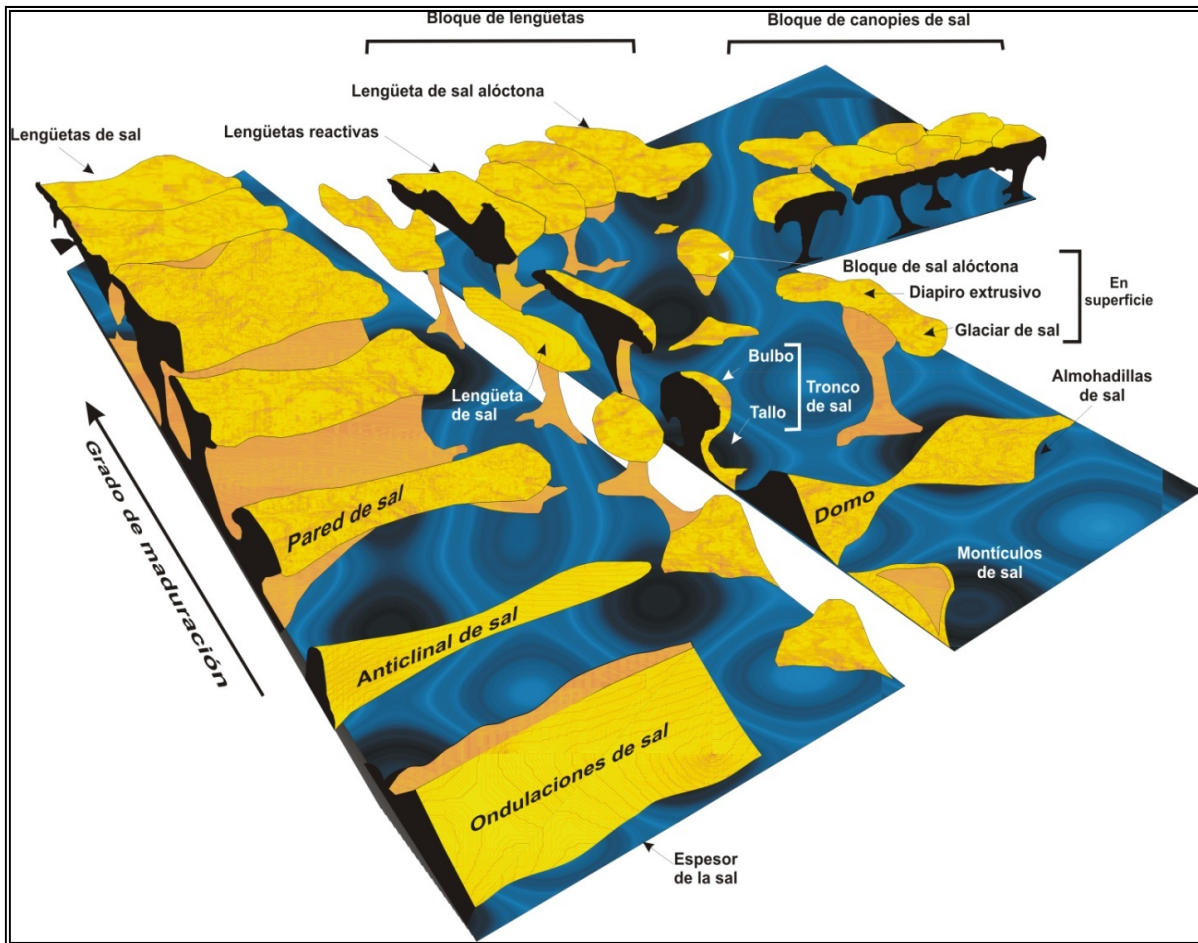 Bloque de lengüetas
Bloque de canopies de sal
Lengüeta de sal alóctona
Lengüetas de sal
Lengüetas reactivas
Bloque de sal alóctona
Diapiro extrusivo
Glaciar de sal
En
superficie
Bulbo
Tallo
Tronco
de sal
Almohadillas
de sal
Lengüeta
de sal
Grado de maduración
Pared de sal
Domo
Montículos
de sal
Anticlinal de sal
Ondulaciones de sal
Espesor
de la sal